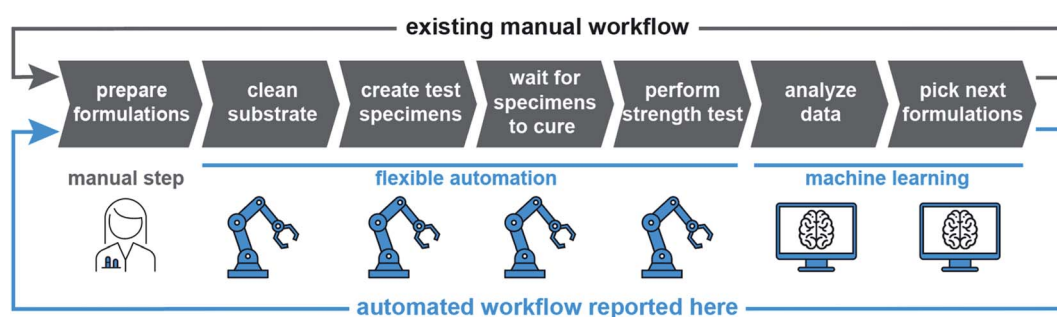 existing manual workflow
prepare
formulations
clean
substrate
create test
specimens
wait for
specimens
to cure
perform
strength test
analyze
data
pick next
formulations
manual step
flexible automation
machine learning
automated workflow reported here